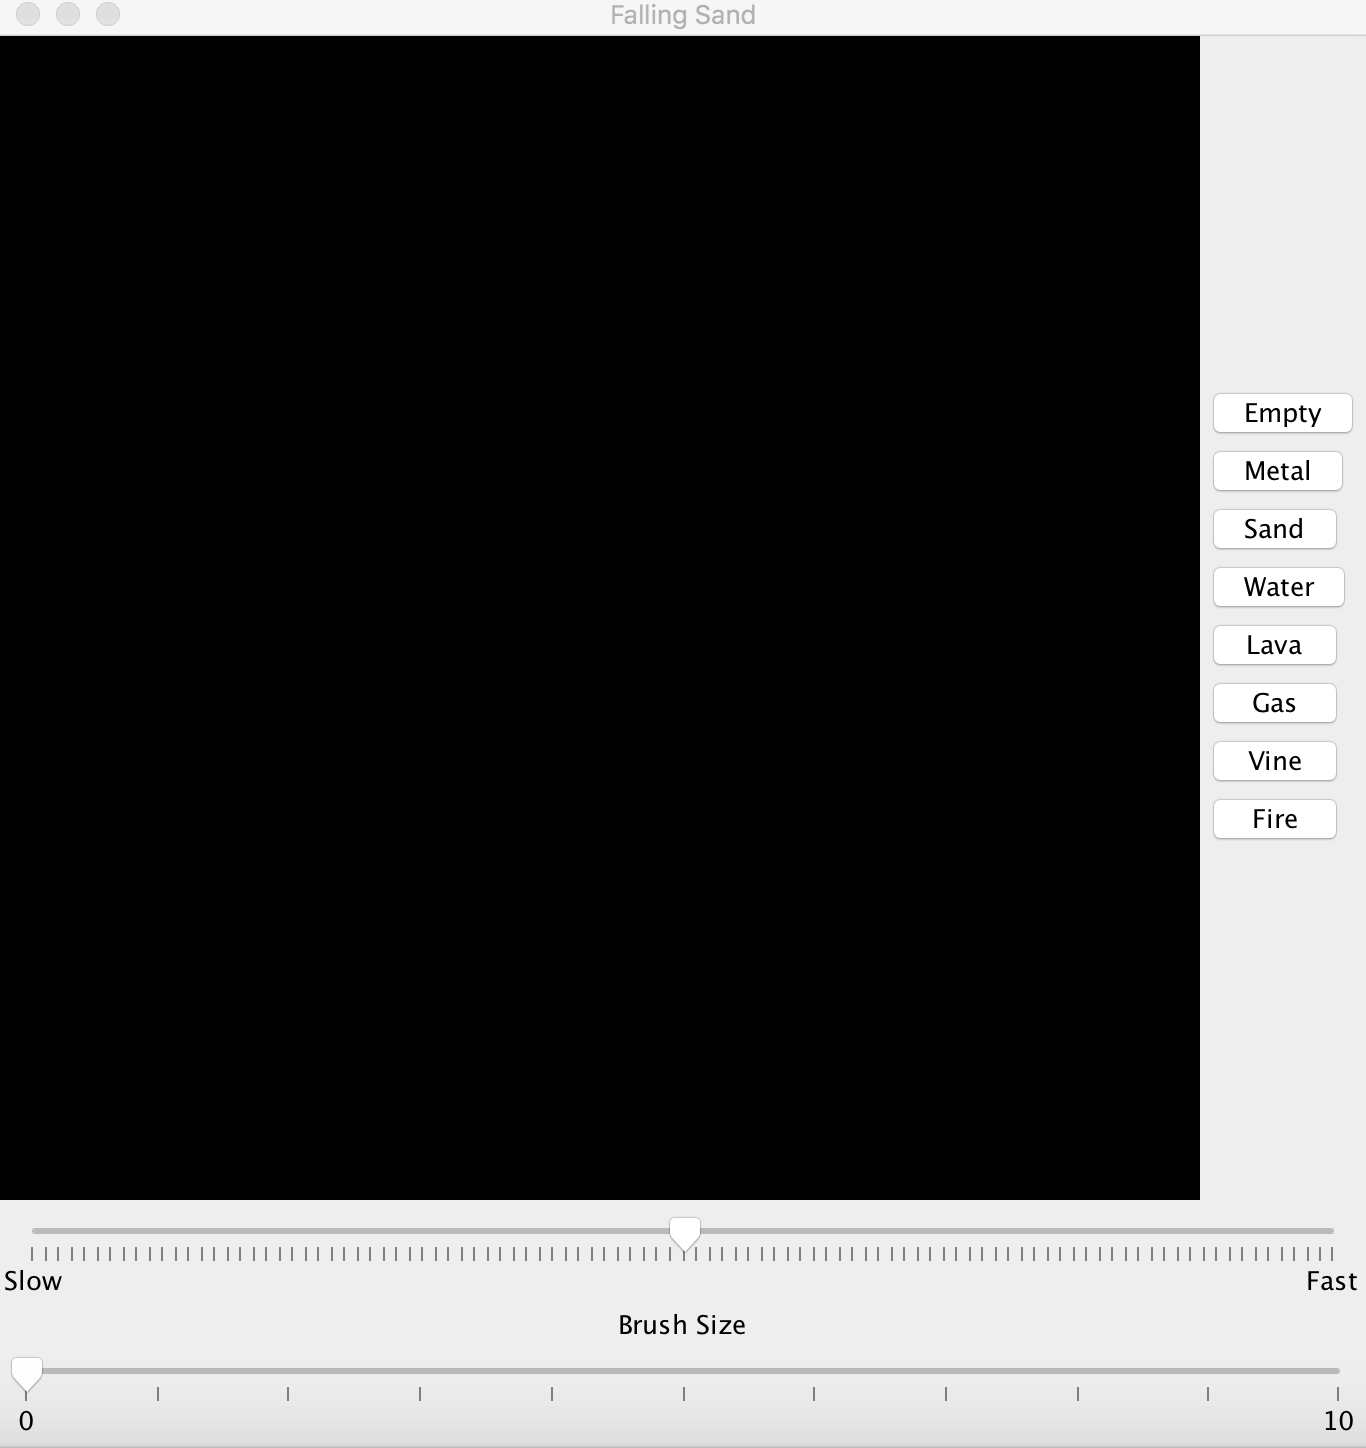 Falling Sand
Empty
Metal
Sand
Water
Lava
Gas
Vine
Fire
Slow Fast
Brush Size
0 10